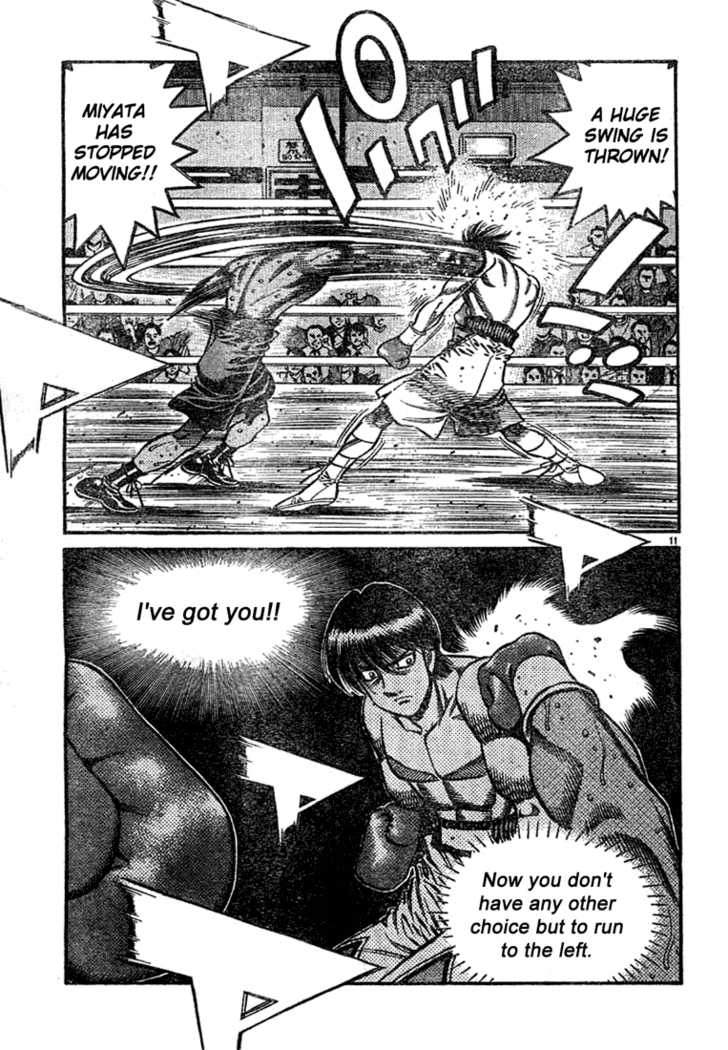 A HUGE
SWING IS
THROWN!
MIYATA
HAS
STOPPED
MOVING!!
11
I've got you!!
Now you don't
have any other
choice but to run
to the left.